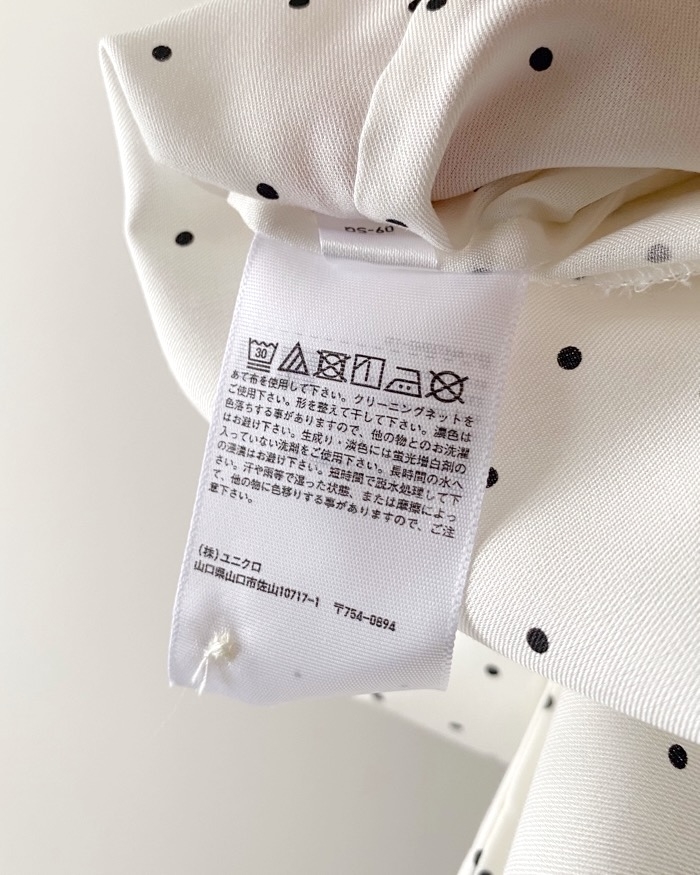 DS-60
30
あて布を使用して下さい。クリーニングネットを
ご使用下さい。形を整えて干して下さい。濃色は
色落ちする事がありますので、他の物とのお洗濯
はお避け下さい。生成り・淡色には蛍光増白剤の
入っていない洗剤をご使用下さい。長時間の水へ
の浸漬はお避け下さい。短時間で脱水処理して下
さい。汗や雨等で湿った状態、または摩擦によっ
て、他の物に色移りする事がありますので、ご注
意下さい。
(株)ユニクロ
山口県山口市佐山10717-1 〒754-0894